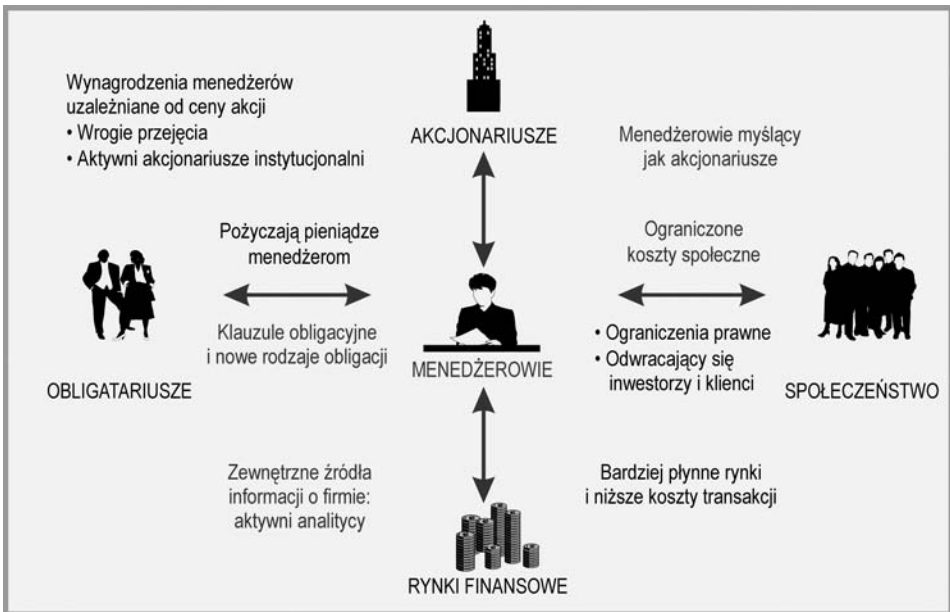 Wynagrodzenia menedżerów
uzależniane od ceny akcji
• Wrogie przejęcia
• Aktywni akcjonariusze instytucjonalni
AKCJONARIUSZE
Menedżerowie myślący
jak akcjonariusze
Pożyczają pieniądze
menedżerom
Ograniczone
koszty społeczne
Klauzule obligacyjne
i nowe rodzaje obligacji
• Ograniczenia prawne
• Odwracający się
inwestorzy i klienci
OBLIGATARIUSZE
MENEDŻEROWIE
SPOŁECZEŃSTWO
Zewnętrzne źródła
informacji o firmie:
aktywni analitycy
Bardziej płynne rynki
i niższe koszty transakcji
RYNKI FINANSOWE